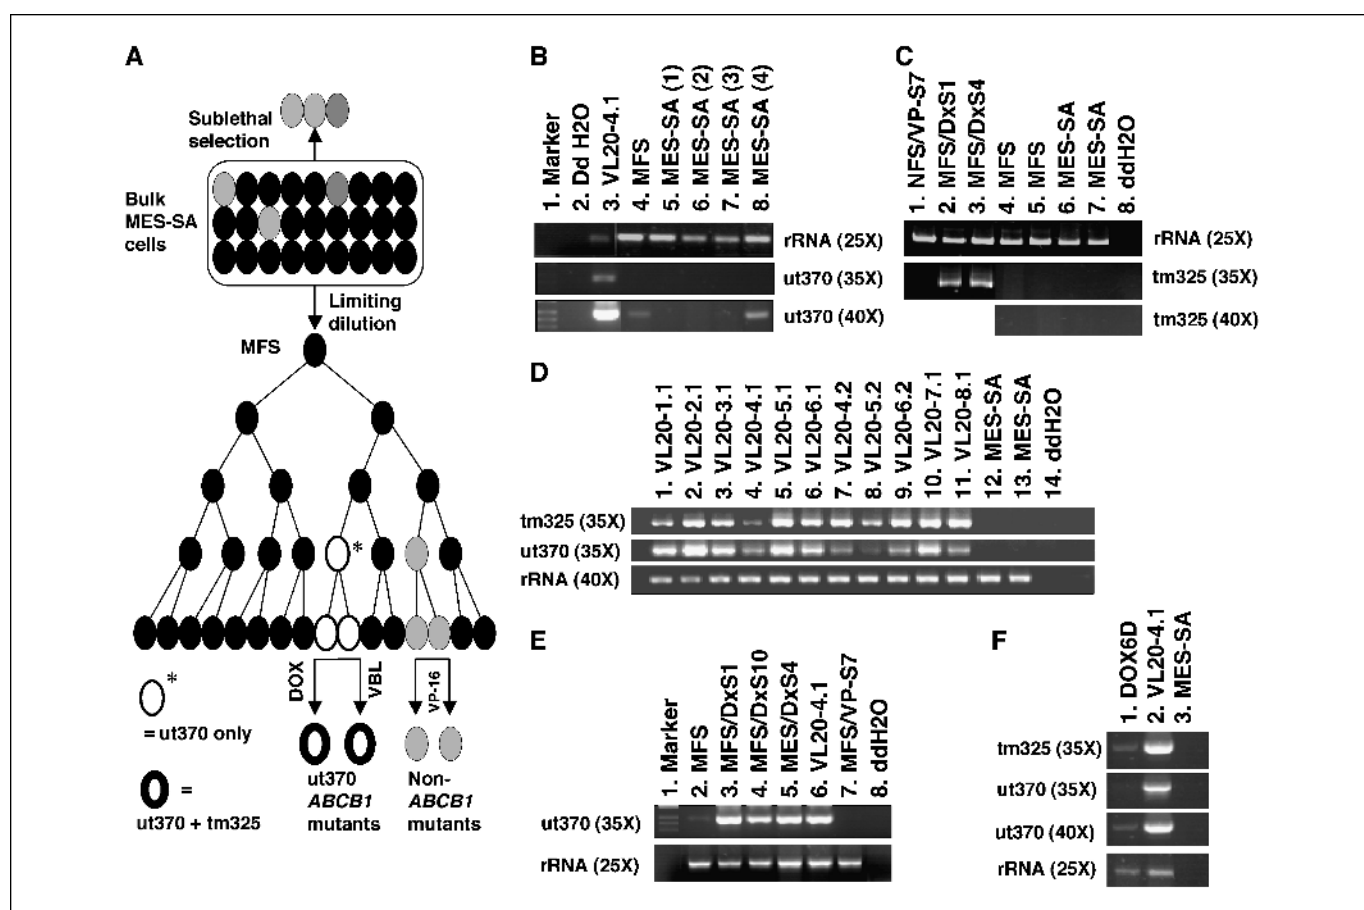 A
Sublethal
selection
Bulk
MES-SA
cells
Limiting
dilution
MFS
*
DOX
VBL
VP-16
*
= ut370 only
=
ut370 + tm325
ut370
ABCB1
mutants
Non-
ABCB1
mutants
B
1. Marker
2. Dd H2O
3. VL20-4.1
4. MFS
5. MES-SA (1)
6. MES-SA (2)
7. MES-SA (3)
8. MES-SA (4)
rRNA (25X)
ut370 (35X)
ut370 (40X)
C
1. NFS/VP-S7
2. MFS/DxS1
3. MFS/DxS4
4. MFS
5. MFS
6. MES-SA
7. MES-SA
8. ddH2O
rRNA (25X)
tm325 (35X)
tm325 (40X)
D
1. VL20-1.1
2. VL20-2.1
3. VL20-3.1
4. VL20-4.1
5. VL20-5.1
6. VL20-6.1
7. VL20-4.2
8. VL20-5.2
9. VL20-6.2
10. VL20-7.1
11. VL20-8.1
12. MES-SA
13. MES-SA
14. ddH2O
tm325 (35X)
ut370 (35X)
rRNA (40X)
E
1. Marker
2. MFS
3. MFS/DxS1
4. MFS/DxS10
5. MES/DxS4
6. VL20-4.1
7. MFS/VP-S7
8. ddH2O
ut370 (35X)
rRNA (25X)
F
1. DOX6D
2. VL20-4.1
3. MES-SA
tm325 (35X)
ut370 (35X)
ut370 (40X)
rRNA (25X)